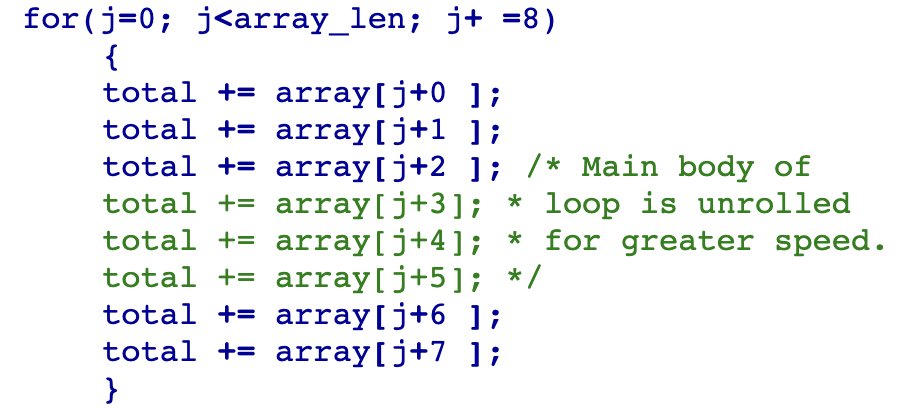 for(j=0; j<array_len; j+ =8)
{
total += array[j+0 ];
total += array[j+1 ];
total += array[j+2 ]; /* Main body of
total += array[j+3]; * loop is unrolled
total += array[j+4]; * for greater speed.
total += array[j+5]; */
total += array[j+6 ];
total += array[j+7 ];
}